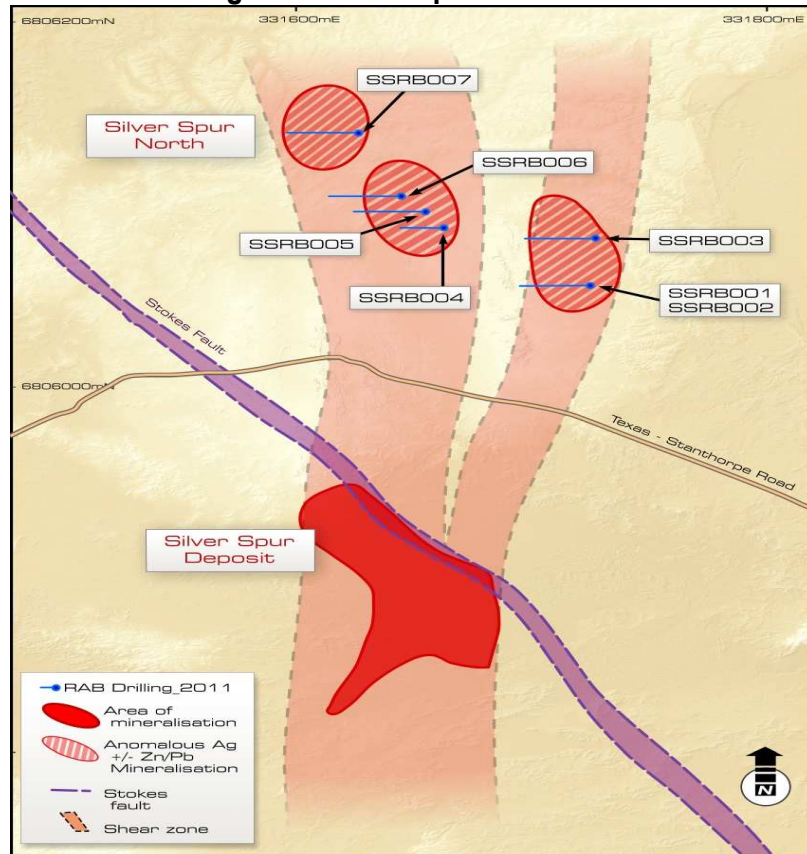 6806200mN
331600mE
331800mE
SSRB007
Silver Spur
North
SSRB006
SSRB005
SSRB003
SSRB004
SSRB001
SSRB002
Stokes Fault
6806000mN
Texas - Stanthorpe Road
Silver Spur
Deposit
RAB Drilling_2011
Area of
mineralisation
Anomalous Ag
+/- Zn/Pb
Mineralisation
Stokes
fault
Shear zone
N